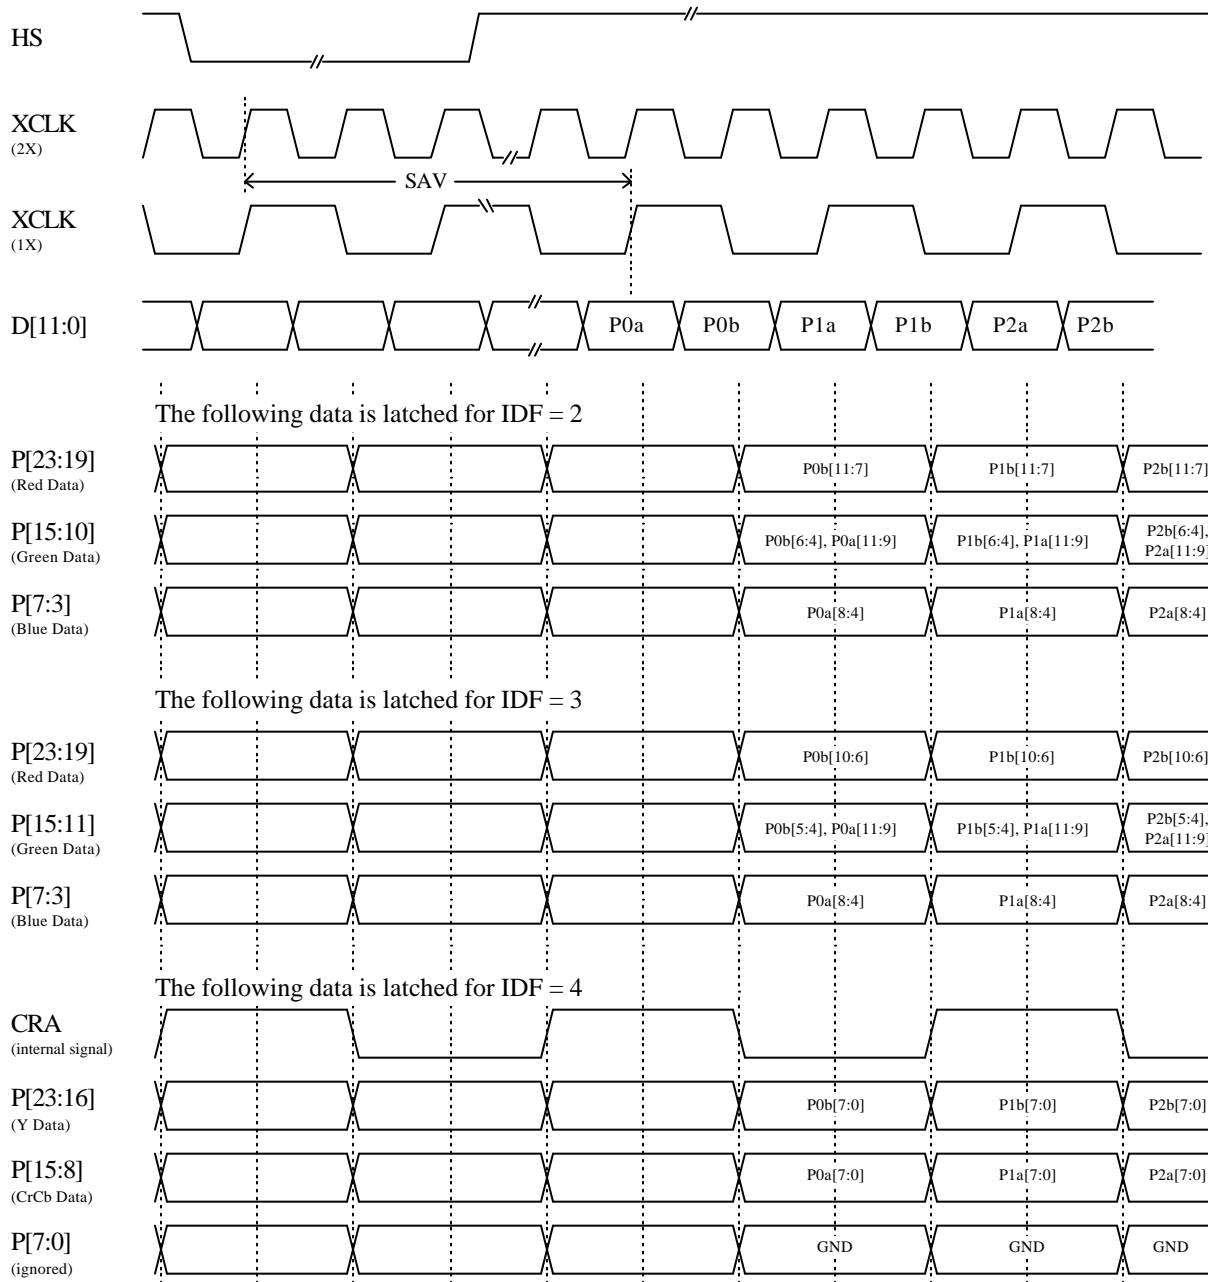 HS
XCLK
(2X)
SAV
XCLK
(1X)
D[11:0]
P0a P0b P1a P1b P2a P2b
The following data is latched for IDF = 2
P[23:19]
(Red Data)
P0b[11:7] P1b[11:7] P2b[11:7]
P[15:10]
(Green Data)
P0b[6:4], P0a[11:9] P1b[6:4], P1a[11:9] P2b[6:4],
P2a[11:9]
P[7:3]
(Blue Data)
P0a[8:4] P1a[8:4] P2a[8:4]
The following data is latched for IDF = 3
P[23:19]
(Red Data)
P0b[10:6] P1b[10:6] P2b[10:6]
P[15:11]
(Green Data)
P0b[5:4], P0a[11:9] P1b[5:4], P1a[11:9] P2b[5:4],
P2a[11:9]
P[7:3]
(Blue Data)
P0a[8:4] P1a[8:4] P2a[8:4]
The following data is latched for IDF = 4
CRA
(internal signal)
P[23:16]
(Y Data)
P0b[7:0] P1b[7:0] P2b[7:0]
P[15:8]
(CrCb Data)
P0a[7:0] P1a[7:0] P2a[7:0]
P[7:0]
(ignored)
GND GND GND